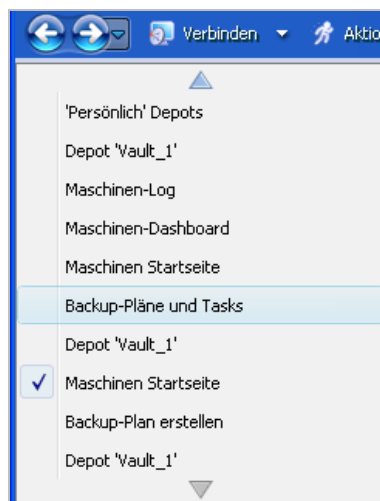 Verbinden
'Persönlich' Depots
Depot 'Vault_1'
Maschinen-Log
Maschinen-Dashboard
Maschinen Startseite
Backup-Pläne und Tasks
Depot 'Vault_1'
Maschinen Startseite
Backup-Plan erstellen
Depot 'Vault_1'